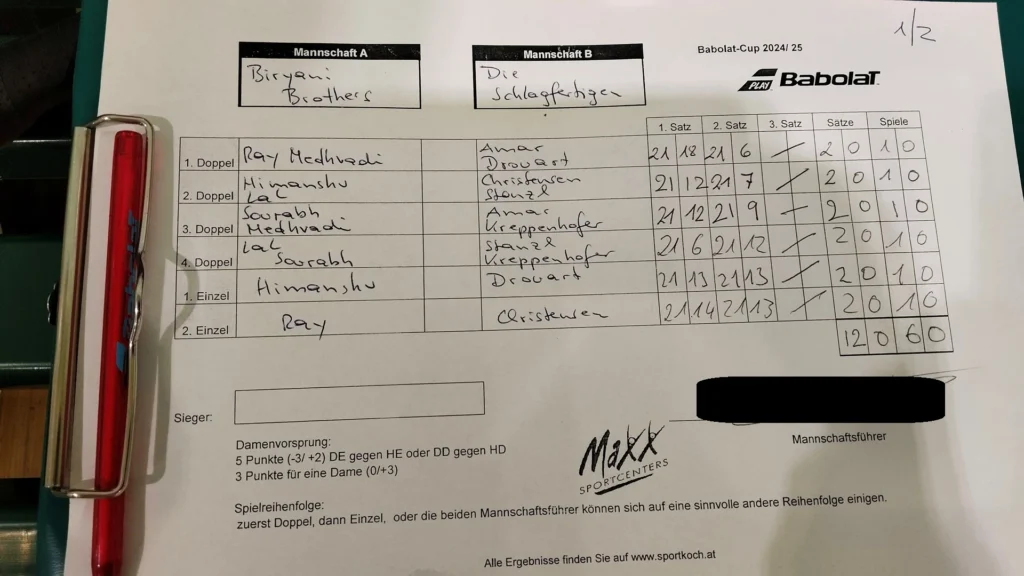 1/2
Mannschaft A
Mannschaft B
Babolat-Cup 2024/ 25
Biryani
Brothers
Die
Schlagfertigen
PLAY BABOLAT
1. Satz 2. Satz 3. Satz Sätze Spiele
1. Doppel Ray Medhvadi Amar
Drouart 21 18 21 6 / 2 0 1 0
2. Doppel Himanshu
Lal Christensen
Stanzl 21 12 21 7 / 2 0 1 0
3. Doppel Sourabh
Medhvadi Amar
Kreppenhofer 21 12 21 9 / 2 0 1 0
4. Doppel Lal
Sourabh Stanzl
Kreppenhofer 21 6 21 12 / 2 0 1 0
1. Einzel Himanshu Drouart 21 13 21 13 / 2 0 1 0
2. Einzel Ray Christensen 21 14 21 13 / 2 0 1 0
12 0 6 0
Sieger:
Damenvorsprung:
5 Punkte (-3/ +2) DE gegen HE oder DD gegen HD
3 Punkte für eine Dame (0/+3)
MaXX
SPORTCENTERS
Mannschaftsführer
Spielreihenfolge:
zuerst Doppel, dann Einzel, oder die beiden Mannschaftsführer können sich auf eine sinnvolle andere Reihenfolge einigen.
Alle Ergebnisse finden Sie auf www.sportkoch.at